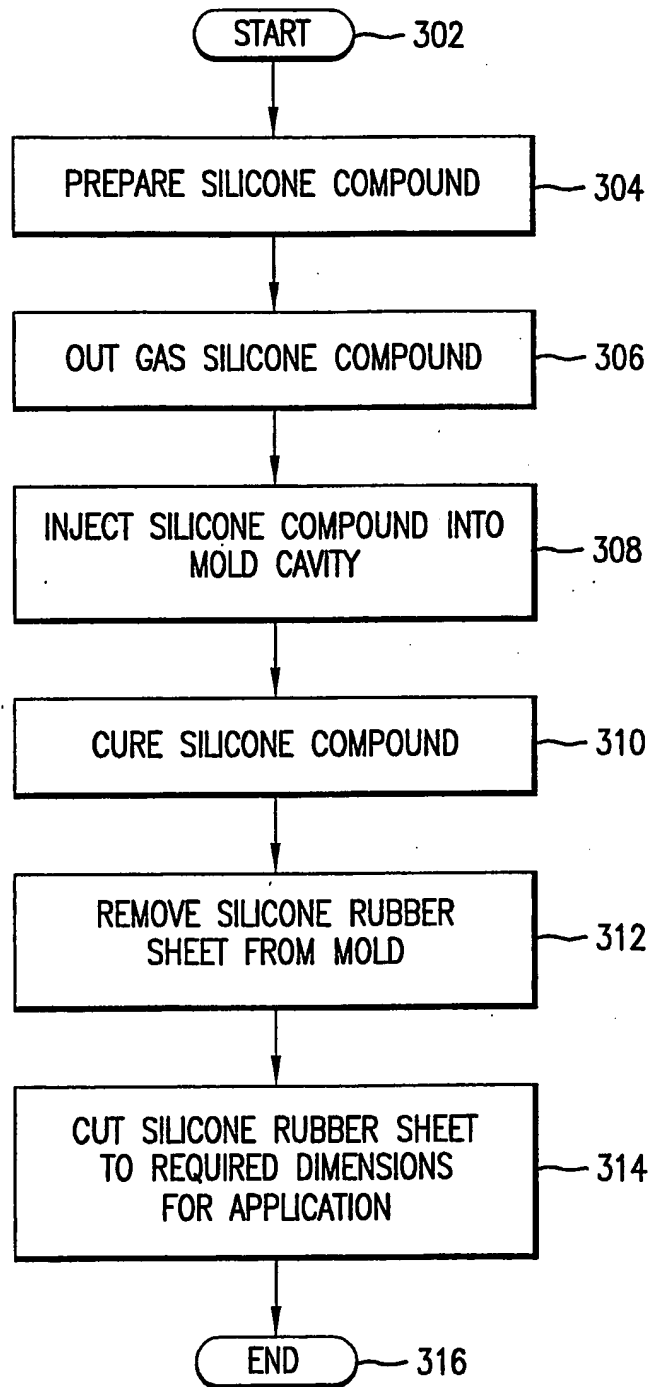 START 302
PREPARE SILICONE COMPOUND 304
OUT GAS SILICONE COMPOUND 306
INJECT SILICONE COMPOUND INTO
MOLD CAVITY
308
CURE SILICONE COMPOUND 310
REMOVE SILICONE RUBBER
SHEET FROM MOLD
312
CUT SILICONE RUBBER SHEET
TO REQUIRED DIMENSIONS
FOR APPLICATION
314
END 316